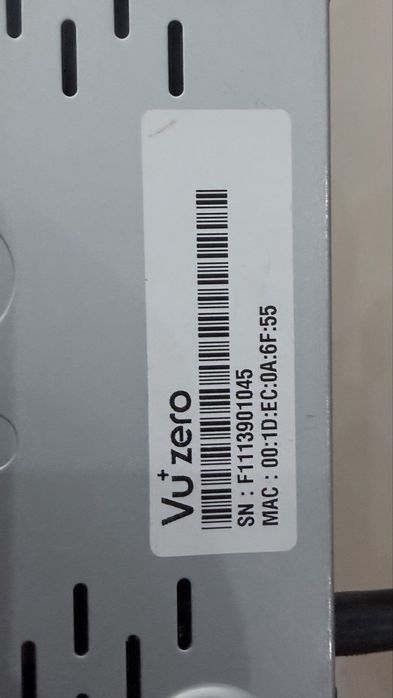 Vu+ zero
SN : F1113901045
MAC : 00:1D:EC:0A:6F:55